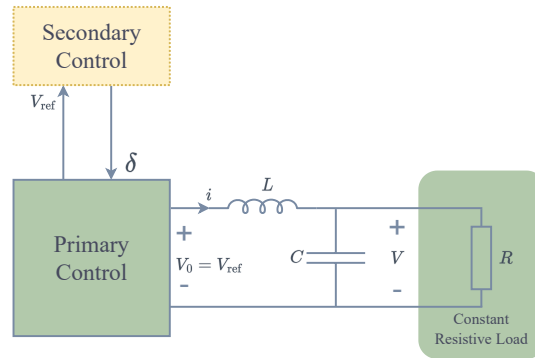 Secondary
Control
V_ref
δ
Primary
Control
i
L
+
V_0 = V_ref
-
C
+
V
-
R
Constant
Resistive Load